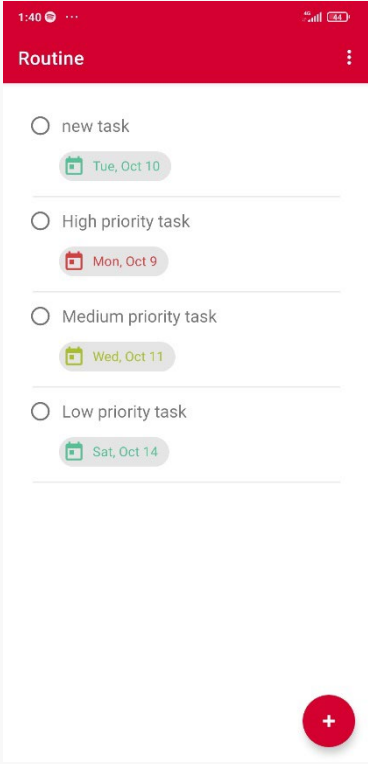 1:40 ...
4G 44
Routine
new task
Tue, Oct 10
High priority task
Mon, Oct 9
Medium priority task
Wed, Oct 11
Low priority task
Sat, Oct 14
+